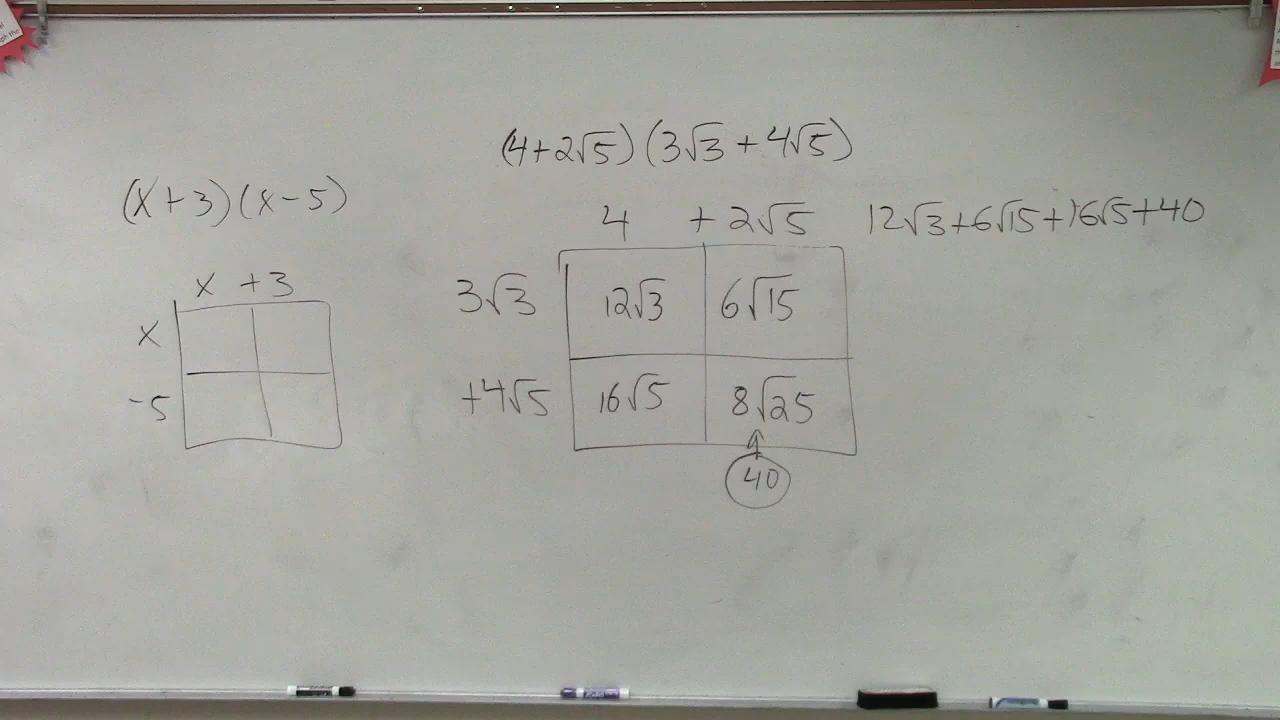 (4+2√5)(3√3+4√5)
(x+3)(x-5)
4 +2√5
12√3+6√15+16√5+40
x +3
3√3 12√3 6√15
x
+4√5 16√5 8√25
-5
40